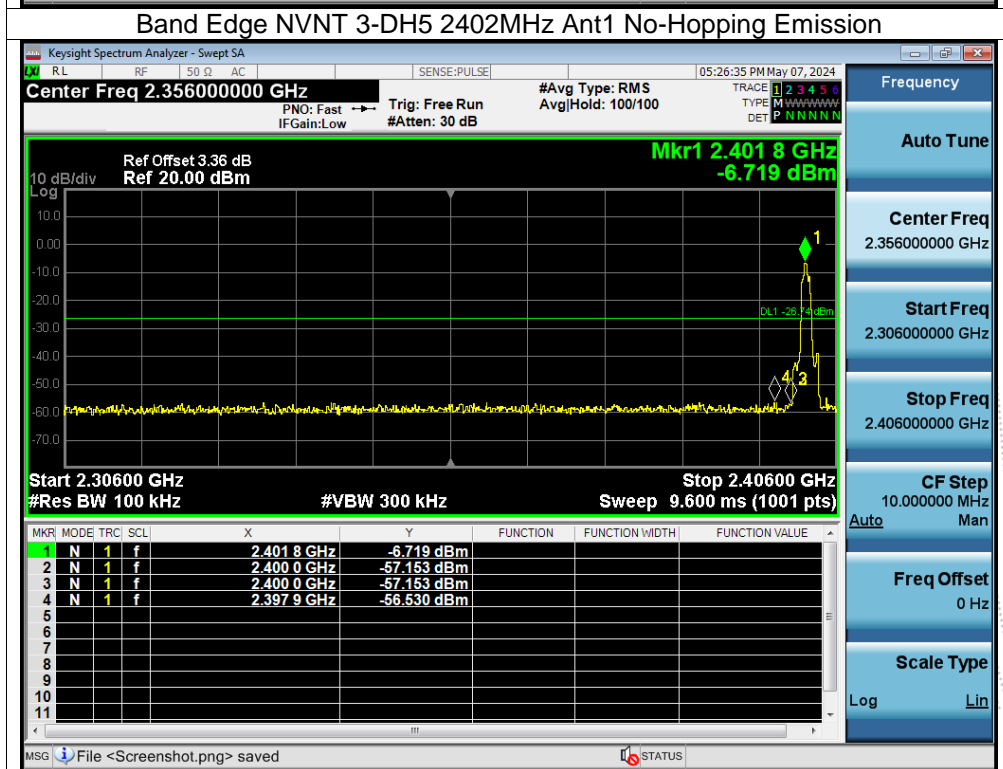 Band Edge NVNT 3-DH5 2402MHz Ant1 No-Hopping Emission
Keysight Spectrum Analyzer - Swept SA
LXI RL RF 50 Ω AC SENSE:PULSE 05:26:35 PM May 07, 2024
Center Freq 2.356000000 GHz #Avg Type: RMS TRACE 1 2 3 4 5 6
PNO: Fast Trig: Free Run Avg|Hold: 100/100 TYPE M WWWWW
IFGain:Low #Atten: 30 dB DET P N N N N N
Frequency
Auto Tune
Ref Offset 3.36 dB Mkr1 2.401 8 GHz
10 dB/div Ref 20.00 dBm -6.719 dBm
Log
10.0
0.00
-10.0
-20.0
-30.0
-40.0
-50.0
-60.0
-70.0
1
DL1 -26.74 dBm
4 3
Start 2.30600 GHz Stop 2.40600 GHz
#Res BW 100 kHz #VBW 300 kHz Sweep 9.600 ms (1001 pts)
MKR MODE TRC SCL X Y FUNCTION FUNCTION WIDTH FUNCTION VALUE
1 N 1 f 2.401 8 GHz -6.719 dBm
2 N 1 f 2.400 0 GHz -57.153 dBm
3 N 1 f 2.400 0 GHz -57.153 dBm
4 N 1 f 2.397 9 GHz -56.530 dBm
5
6
7
8
9
10
11
Center Freq
2.356000000 GHz
Start Freq
2.306000000 GHz
Stop Freq
2.406000000 GHz
CF Step
10.000000 MHz
Auto Man
Freq Offset
0 Hz
Scale Type
Log Lin
MSG File <Screenshot.png> saved STATUS